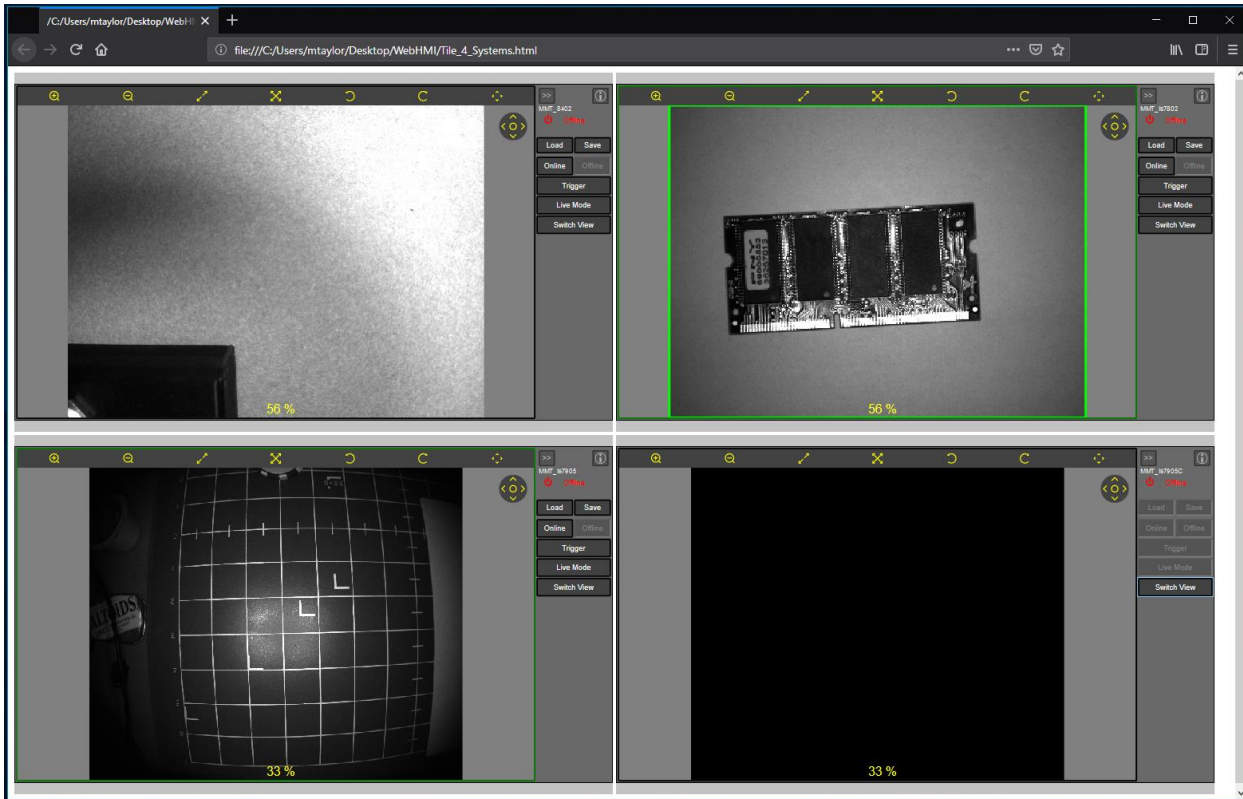 /C:/Users/mtaylor/Desktop/WebH
file:///C:/Users/mtaylor/Desktop/WebHMI/Tile_4_Systems.html
>>
MMT_8402
Offline
Load Save
Online Offline
Trigger
Live Mode
Switch View
56 %
>>
MMT_is7802
Offline
Load Save
Online Offline
Trigger
Live Mode
Switch View
PNY
56 %
>>
MMT_is7905
Offline
Load Save
Online Offline
Trigger
Live Mode
Switch View
33 %
>>
MMT_is7905C
Offline
Load Save
Online Offline
Trigger
Live Mode
Switch View
33 %